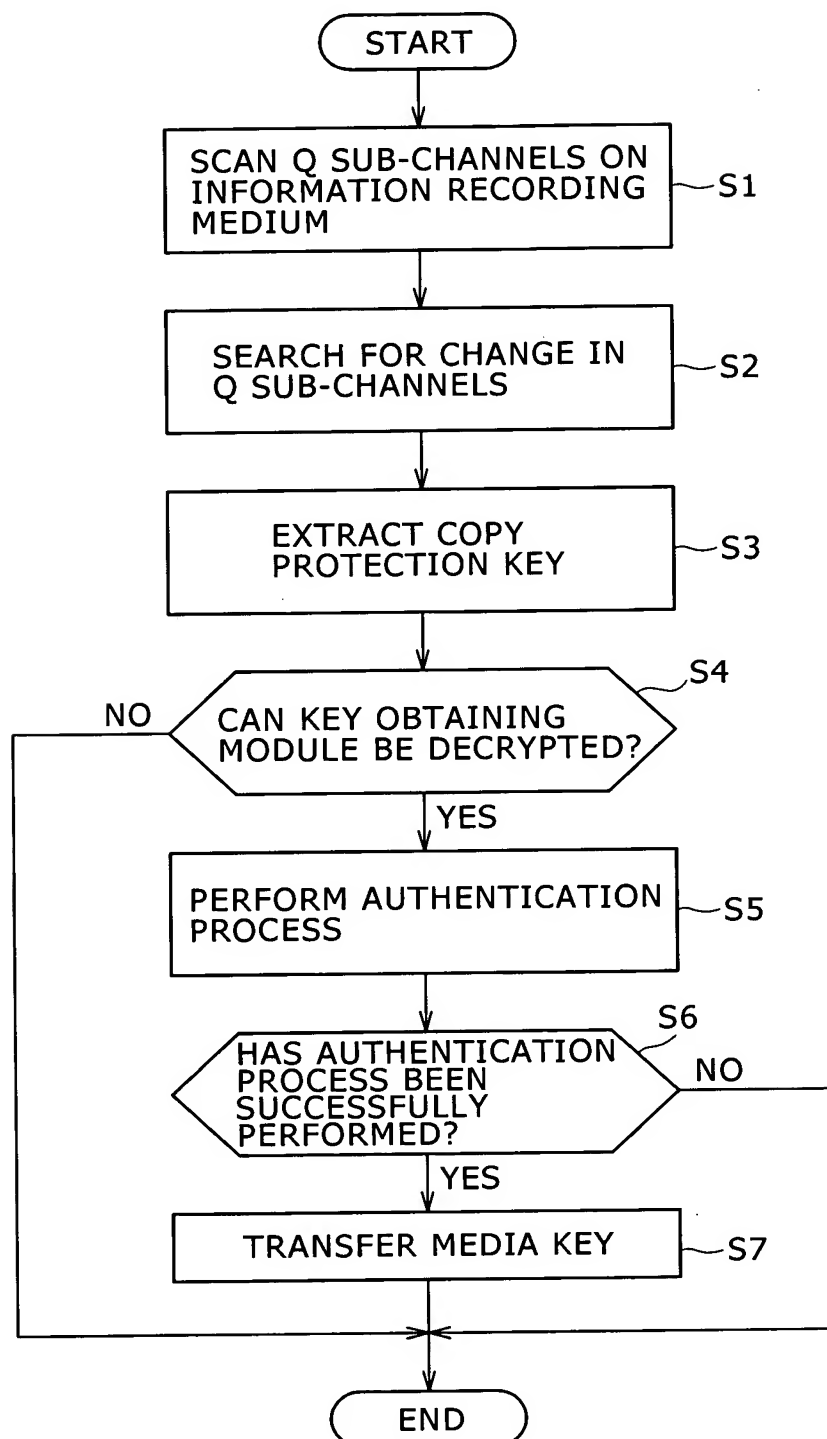 START
SCAN Q SUB-CHANNELS ON
INFORMATION RECORDING
MEDIUM
S1
SEARCH FOR CHANGE IN
Q SUB-CHANNELS
S2
EXTRACT COPY
PROTECTION KEY
S3
S4
NO
CAN KEY OBTAINING
MODULE BE DECRYPTED?
YES
PERFORM AUTHENTICATION
PROCESS
S5
S6
HAS AUTHENTICATION
PROCESS BEEN
SUCCESSFULLY
PERFORMED?
NO
YES
TRANSFER MEDIA KEY
S7
END